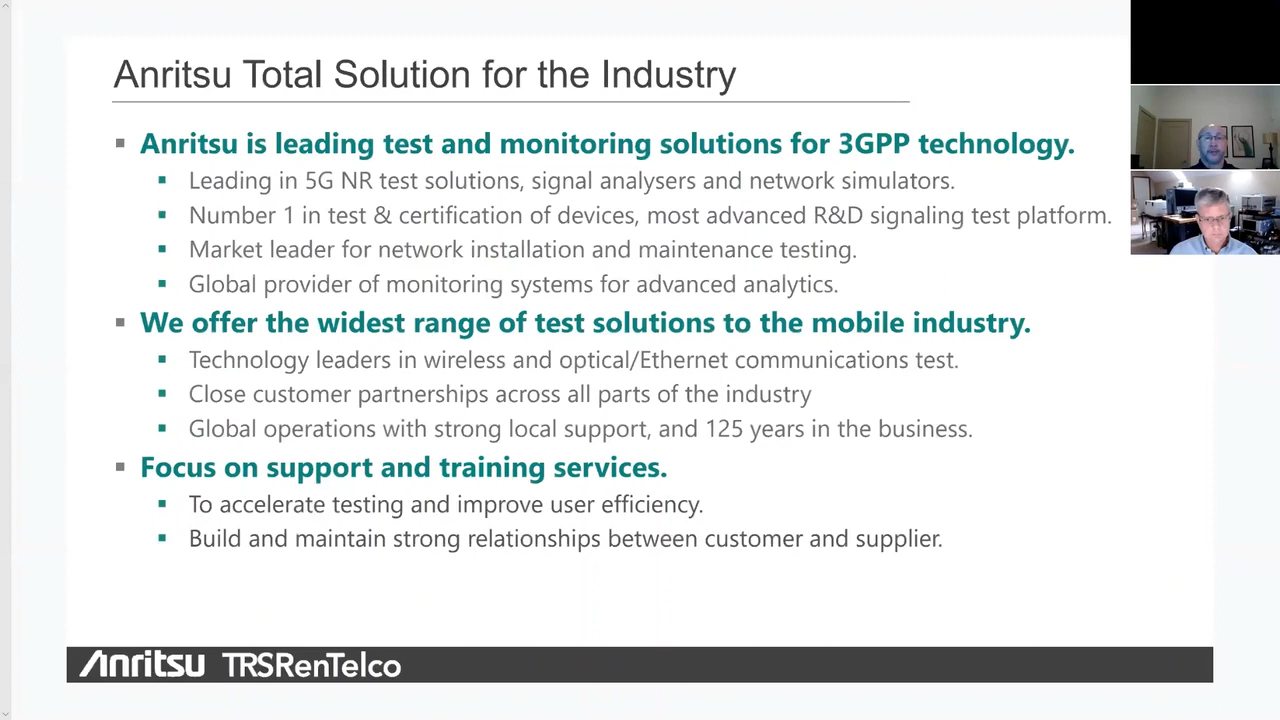 Anritsu Total Solution for the Industry
Anritsu is leading test and monitoring solutions for 3GPP technology.
Leading in 5G NR test solutions, signal analysers and network simulators.
Number 1 in test & certification of devices, most advanced R&D signaling test platform.
Market leader for network installation and maintenance testing.
Global provider of monitoring systems for advanced analytics.
We offer the widest range of test solutions to the mobile industry.
Technology leaders in wireless and optical/Ethernet communications test.
Close customer partnerships across all parts of the industry
Global operations with strong local support, and 125 years in the business.
Focus on support and training services.
To accelerate testing and improve user efficiency.
Build and maintain strong relationships between customer and supplier.
Anritsu TRSRenTelco